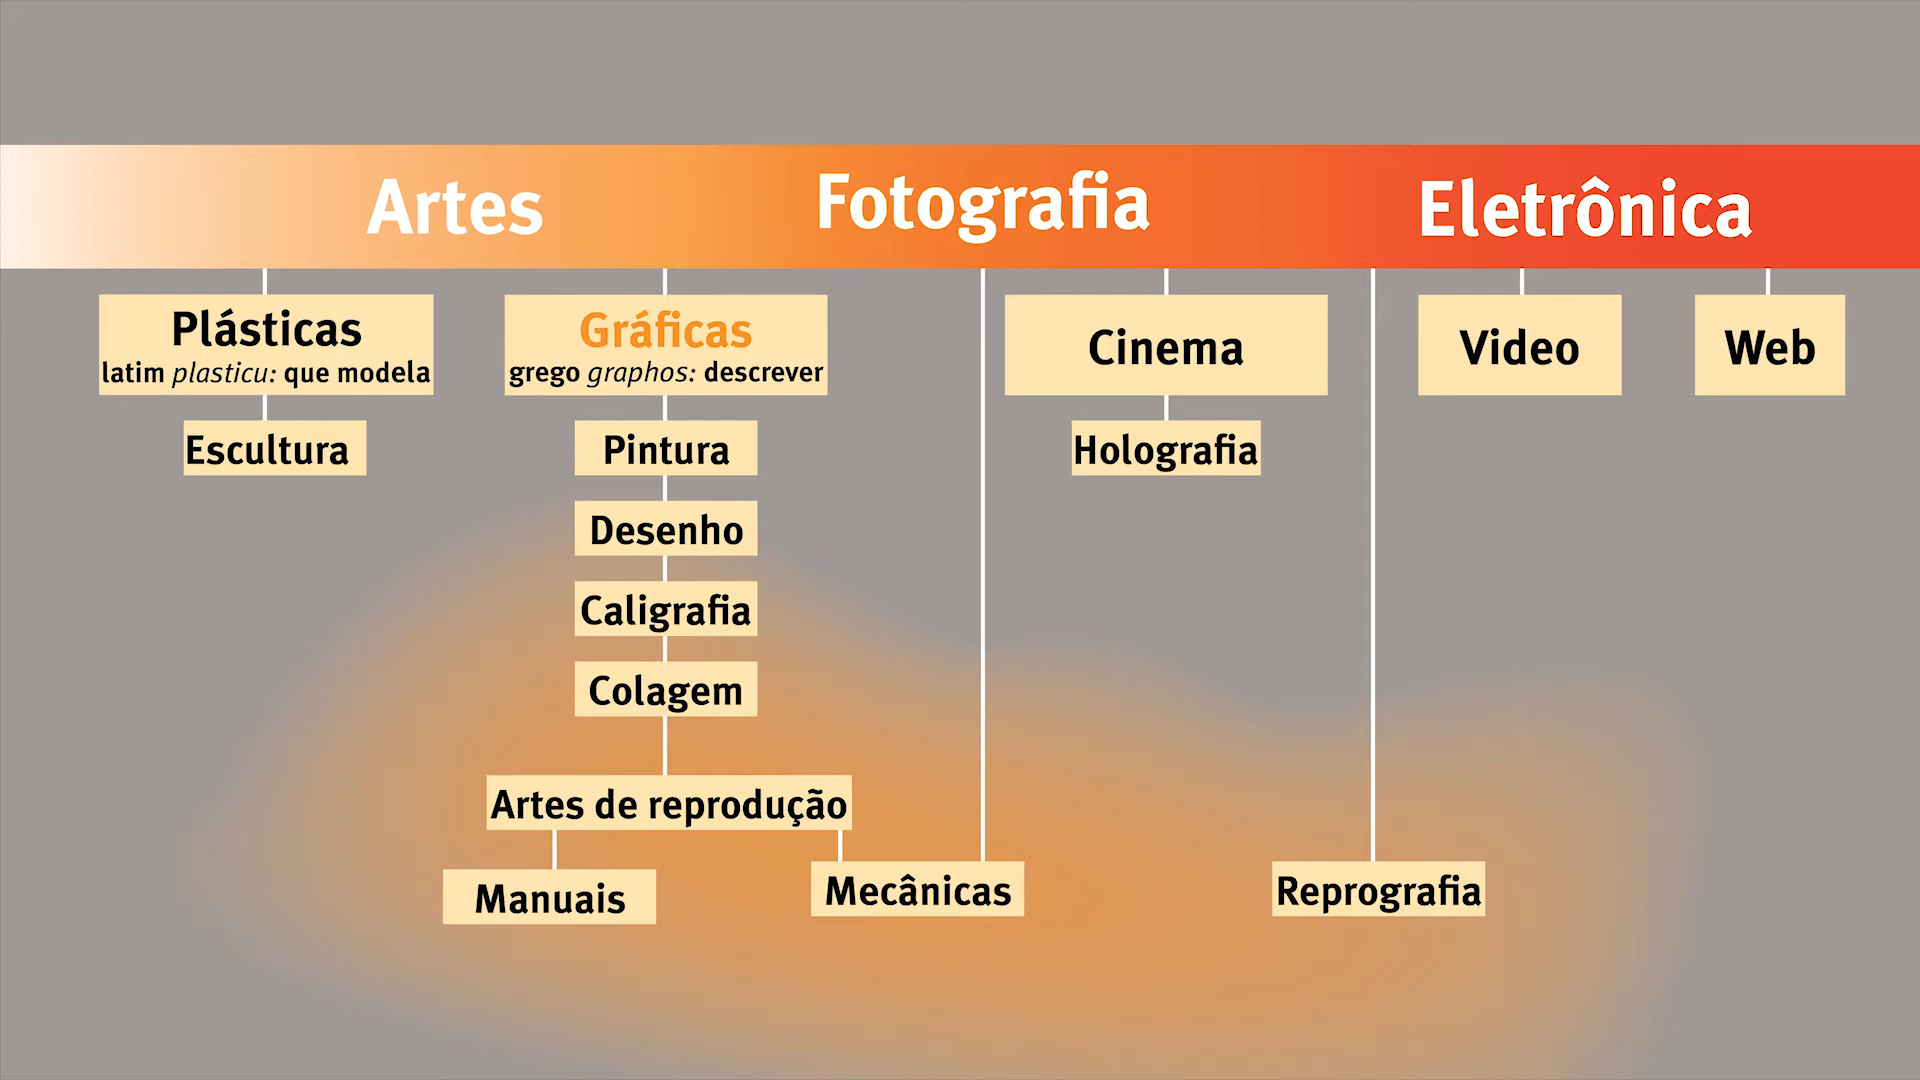 Artes
Fotografia
Eletrônica
Plásticas
latim plasticu: que modela
Gráficas
grego graphos: descrever
Cinema
Video
Web
Escultura
Pintura
Holografia
Desenho
Caligrafia
Colagem
Artes de reprodução
Manuais
Mecânicas
Reprografia